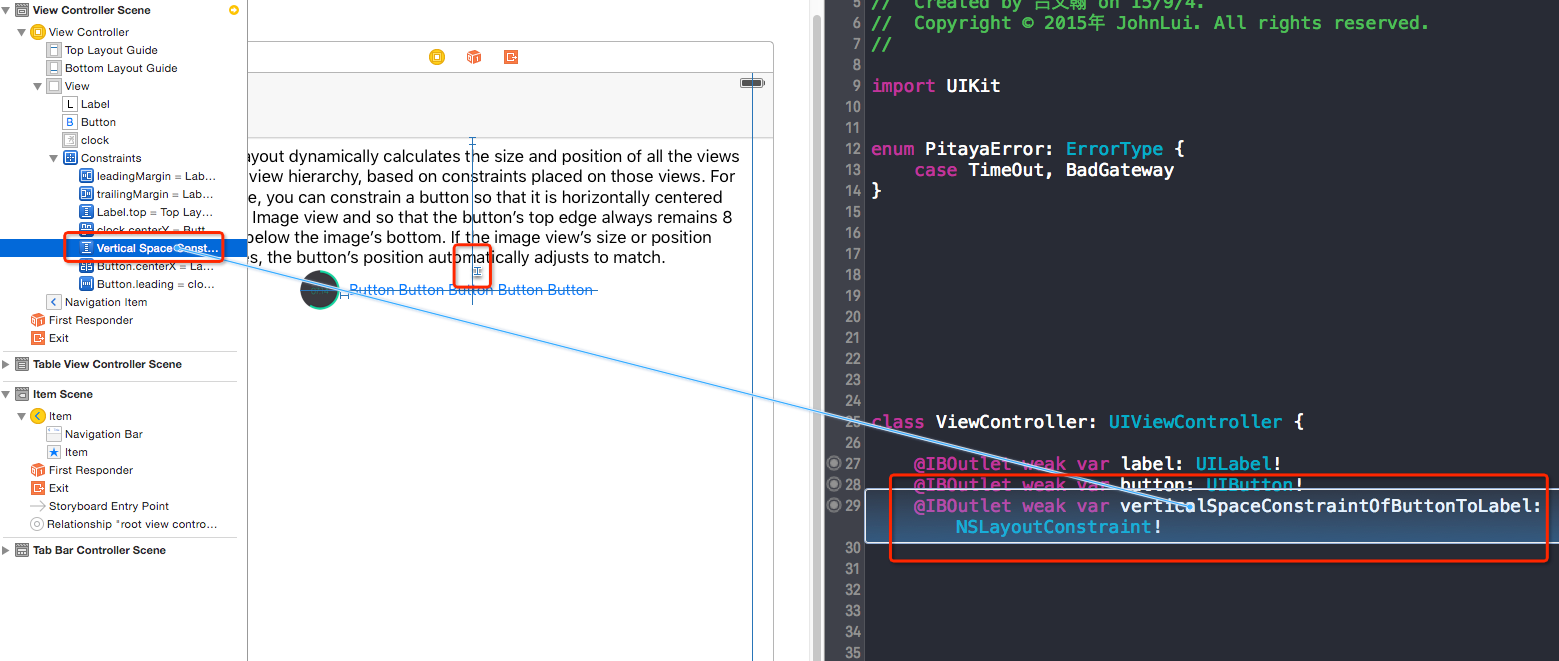 View Controller Scene
View Controller
Top Layout Guide
Bottom Layout Guide
View
L Label
B Button
clock
Constraints
leadingMargin = Lab...
trailingMargin = Lab...
Label.top = Top Lay...
clock.centerX = Butt...
Vertical Space Const...
Button.centerX = La...
Button.leading = clo...
Navigation Item
First Responder
Exit
Table View Controller Scene
Item Scene
Item
Navigation Bar
Item
First Responder
Exit
Storyboard Entry Point
Relationship "root view contro...
Tab Bar Controller Scene
ayout dynamically calculates the size and position of all the views
view hierarchy, based on constraints placed on those views. For
e, you can constrain a button so that it is horizontally centered
Image view and so that the button’s top edge always remains 8
below the image’s bottom. If the image view’s size or position
s, the button’s position automatically adjusts to match.
Button Button Button Button Button
5 // Created by 吕文翰 on 15/9/4.
6 // Copyright © 2015年 JohnLui. All rights reserved.
7 //
8
9 import UIKit
10
11
12 enum PitayaError: ErrorType {
13 case TimeOut, BadGateway
14 }
15
16
17
18
19
20
21
22
23
24
25 class ViewController: UIViewController {
26
27 @IBOutlet weak var label: UILabel!
28 @IBOutlet weak var button: UIButton!
29 @IBOutlet weak var verticalSpaceConstraintOfButtonToLabel:
NSLayoutConstraint!
30
31
32
33
34
35